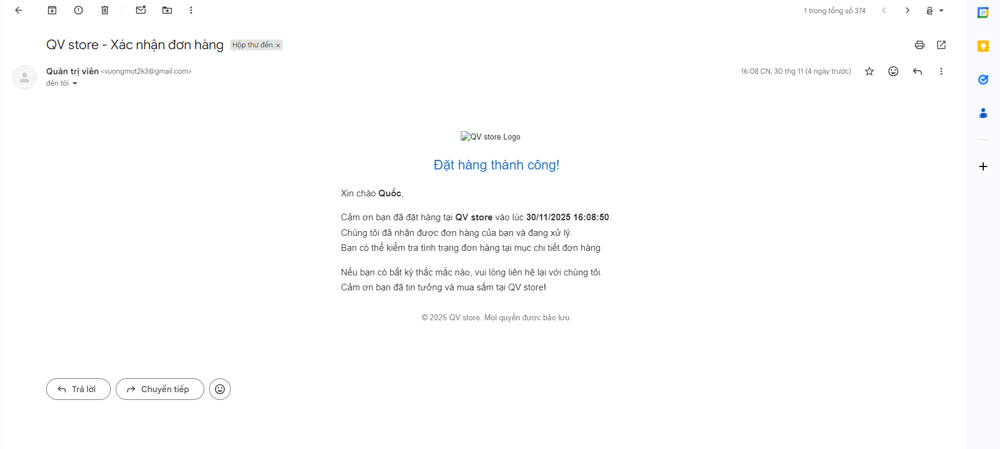 1 trong tổng số 374
ê
31
QV store - Xác nhận đơn hàng
Hộp thư đến ×
Quản trị viên <vuongmot2k3@gmail.com>
16:08 CN, 30 thg 11 (4 ngày trước)
đến tôi
QV store Logo
Đặt hàng thành công!
Xin chào Quốc,
Cảm ơn bạn đã đặt hàng tại QV store vào lúc 30/11/2025 16:08:50.
Chúng tôi đã nhận được đơn hàng của bạn và đang xử lý.
Bạn có thể kiểm tra tình trạng đơn hàng tại mục chi tiết đơn hàng
Nếu bạn có bất kỳ thắc mắc nào, vui lòng liên hệ lại với chúng tôi.
Cảm ơn bạn đã tin tưởng và mua sắm tại QV store!
© 2025 QV store. Mọi quyền được bảo lưu.
Trả lời
Chuyển tiếp